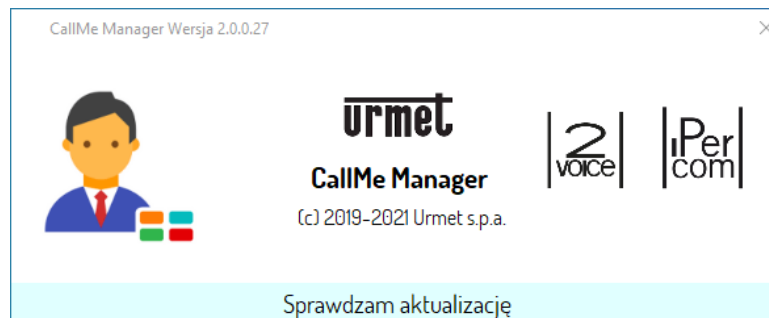 CallMe Manager Wersja 2.0.0.27
urmet
CallMe Manager
(c) 2019-2021 Urmet s.p.a.
2
voice
iPer
com
Sprawdzam aktualizację